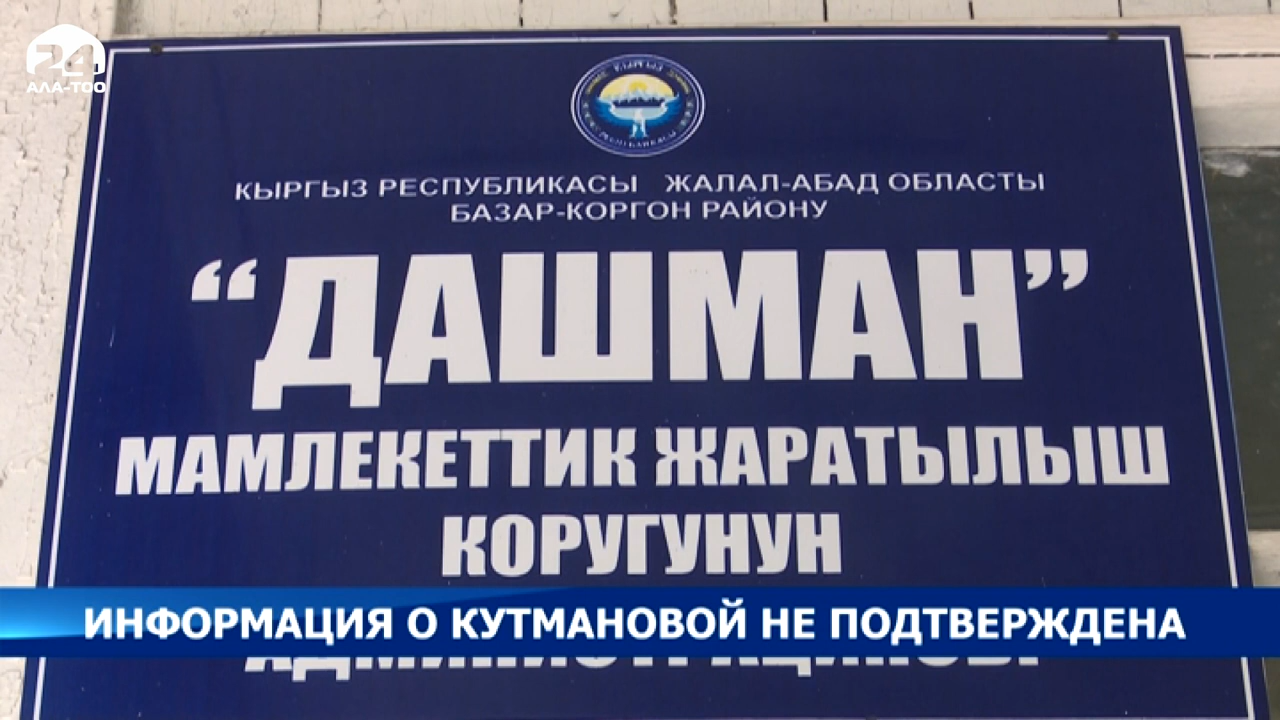 24
АЛА-ТОО
КЫРГЫЗ РЕСПУБЛИКАСЫ ЖАЛАЛ-АБАД ОБЛАСТЫ
БАЗАР-КОРГОН РАЙОНУ
“ДАШМАН”
МАМЛЕКЕТТИК ЖАРАТЫЛЫШ
КОРУГУНУН
ИНФОРМАЦИЯ О КУТМАНОВОЙ НЕ ПОДТВЕРЖДЕНА